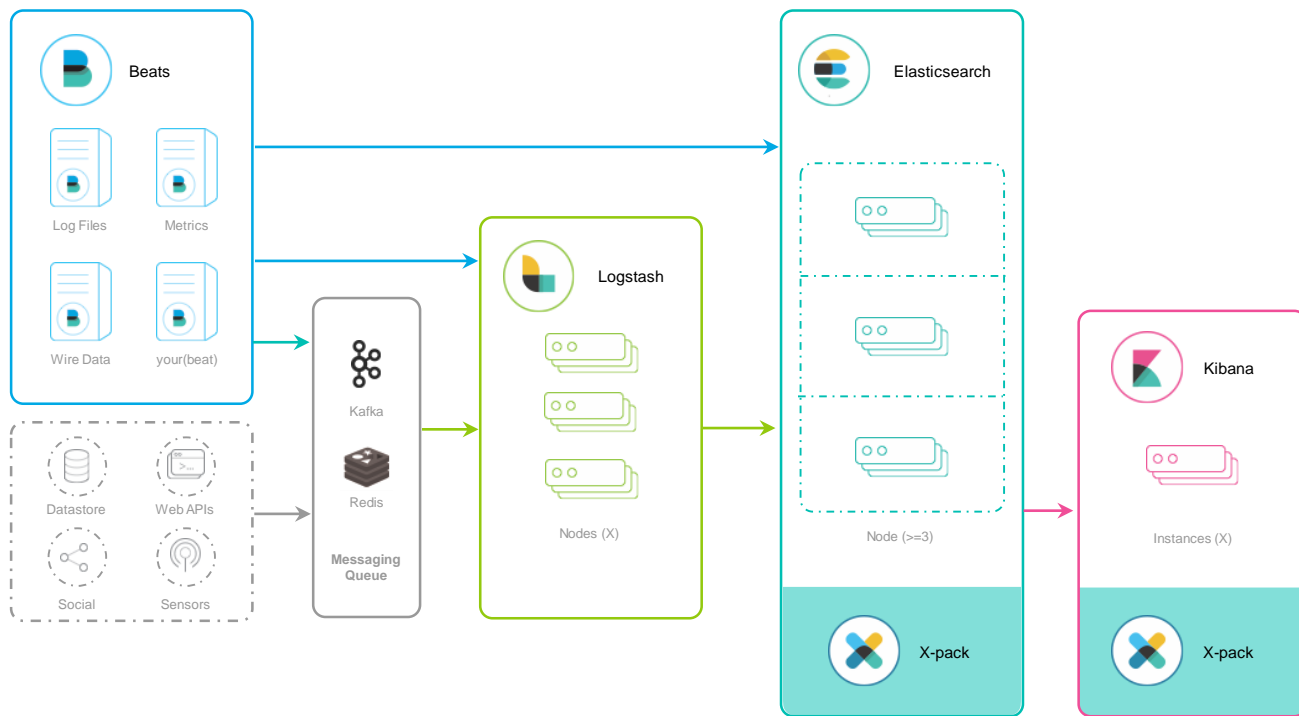 Beats
Log Files
Metrics
Wire Data
your(beat)
Datastore
Web APIs
Social
Sensors
Kafka
Redis
Messaging
Queue
Logstash
Nodes (X)
Elasticsearch
Node (>=3)
X-pack
Kibana
Instances (X)
X-pack